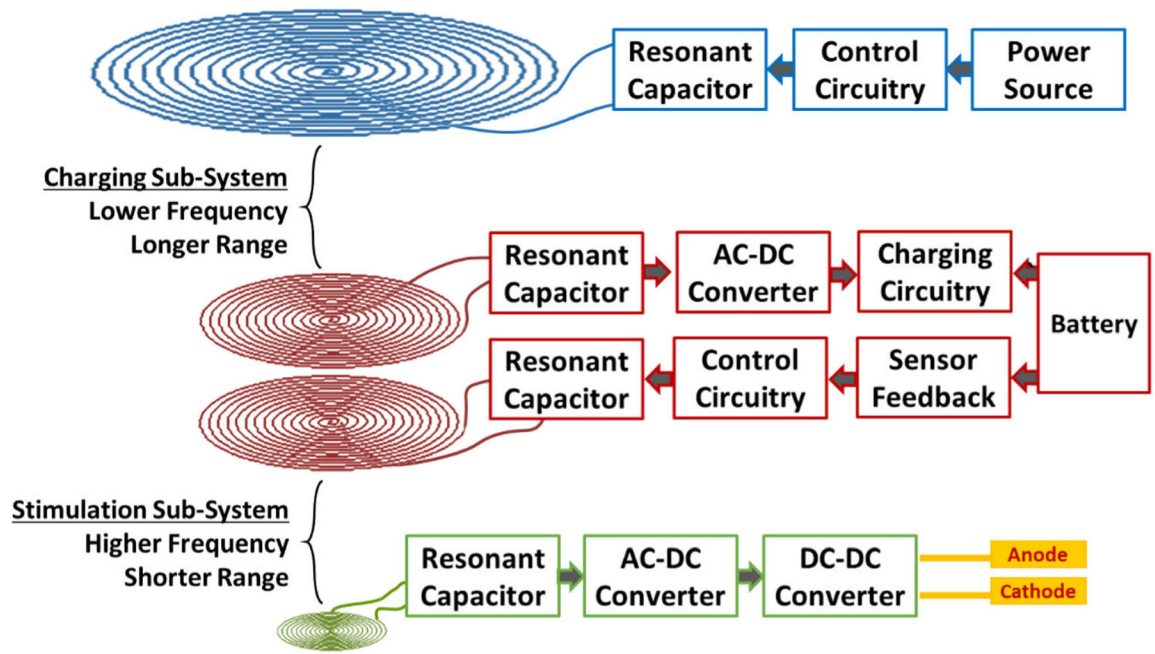 Resonant
Capacitor
Control
Circuitry
Power
Source
Charging Sub-System
Lower Frequency
Longer Range
Resonant
Capacitor
AC-DC
Converter
Charging
Circuitry
Battery
Resonant
Capacitor
Control
Circuitry
Sensor
Feedback
Stimulation Sub-System
Higher Frequency
Shorter Range
Resonant
Capacitor
AC-DC
Converter
DC-DC
Converter
Anode
Cathode